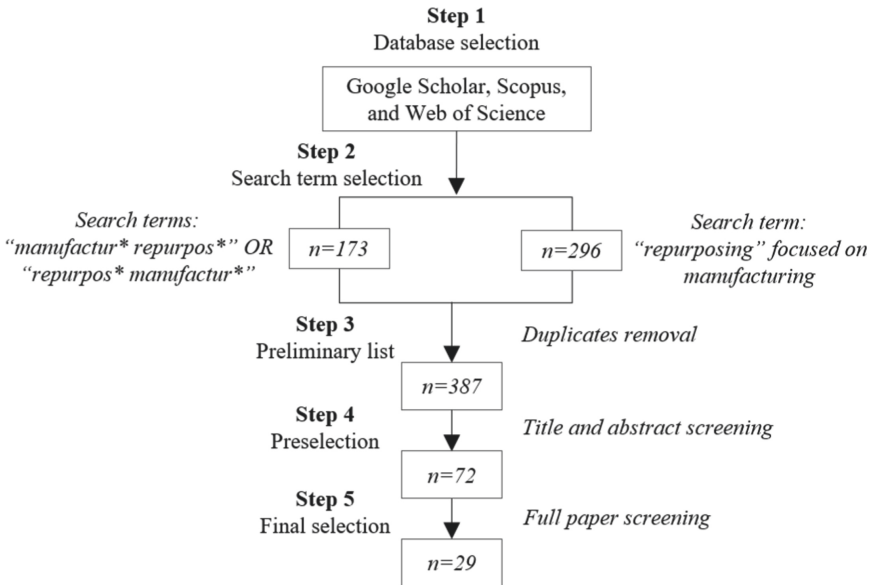 Step 1
Database selection
Google Scholar, Scopus,
and Web of Science
Step 2
Search term selection
Search terms:
“manufactur* repurpos*” OR
“repurpos* manufactur*”
n=173
n=296
Search term:
“repurposing” focused on
manufacturing
Step 3
Preliminary list
Duplicates removal
n=387
Step 4
Preselection
Title and abstract screening
n=72
Step 5
Final selection
Full paper screening
n=29